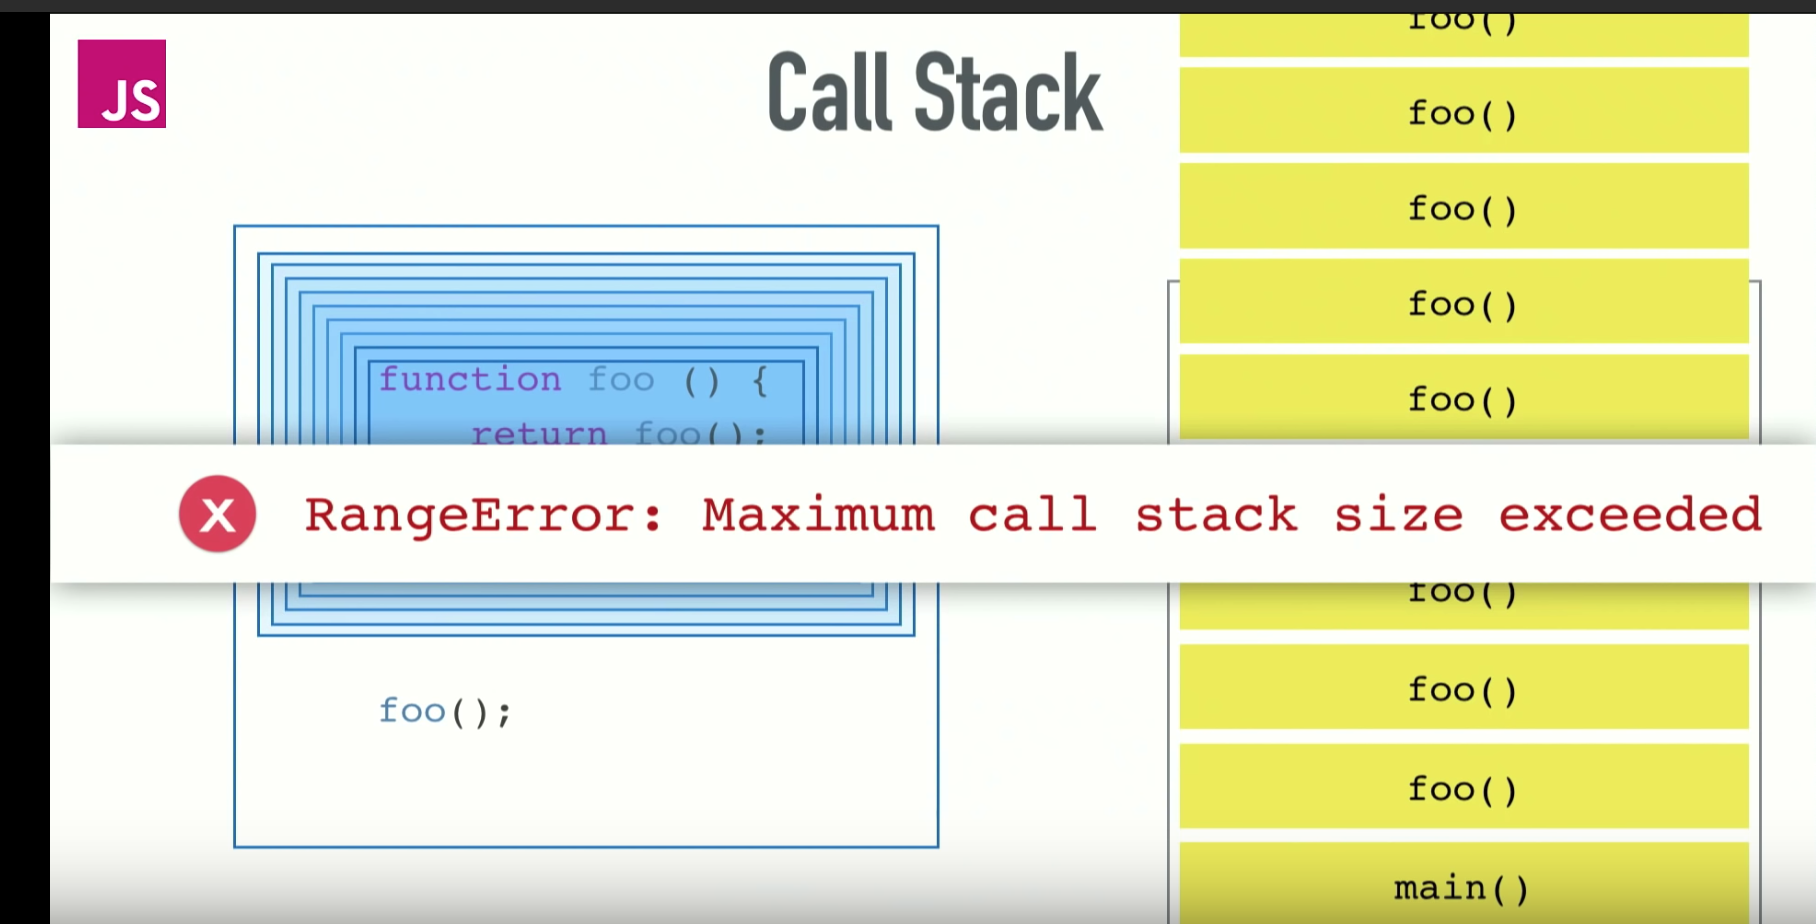 JS
Call Stack
function foo () {
return foo();
foo();
RangeError: Maximum call stack size exceeded
foo()
foo()
foo()
foo()
foo()
foo()
foo()
foo()
main()